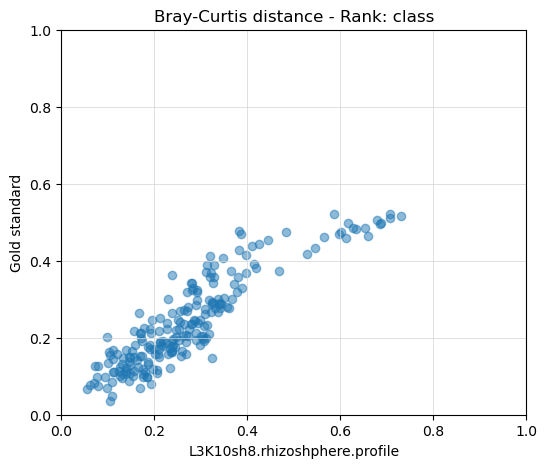 Bray-Curtis distance - Rank: class
1.0
0.8
0.6
0.4
0.2
0.0
Gold standard
0.0 0.2 0.4 0.6 0.8 1.0
L3K10sh8.rhizoshphere.profile